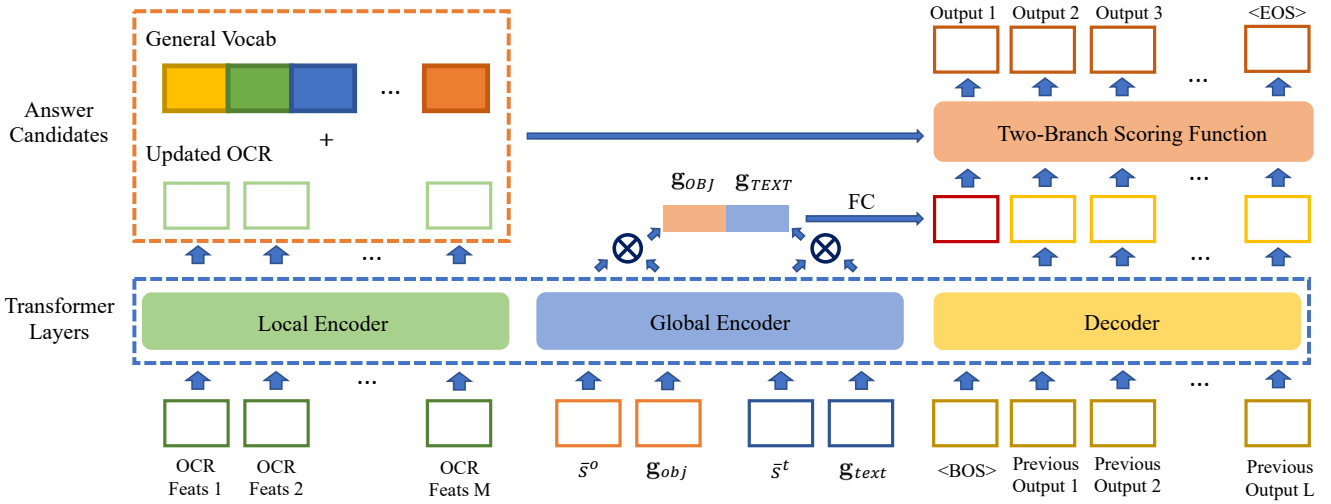 General Vocab
...
+
Updated OCR
Answer
Candidates
Output 1 Output 2 Output 3 <EOS>
...
Two-Branch Scoring Function
g_OBJ g_TEXT
FC
...
...
...
Transformer
Layers
Local Encoder Global Encoder Decoder
...
...
OCR
Feats 1
OCR
Feats 2
OCR
Feats M
s̄^o g_obj s̄^t g_text
<BOS>
Previous
Output 1
Previous
Output 2
Previous
Output L